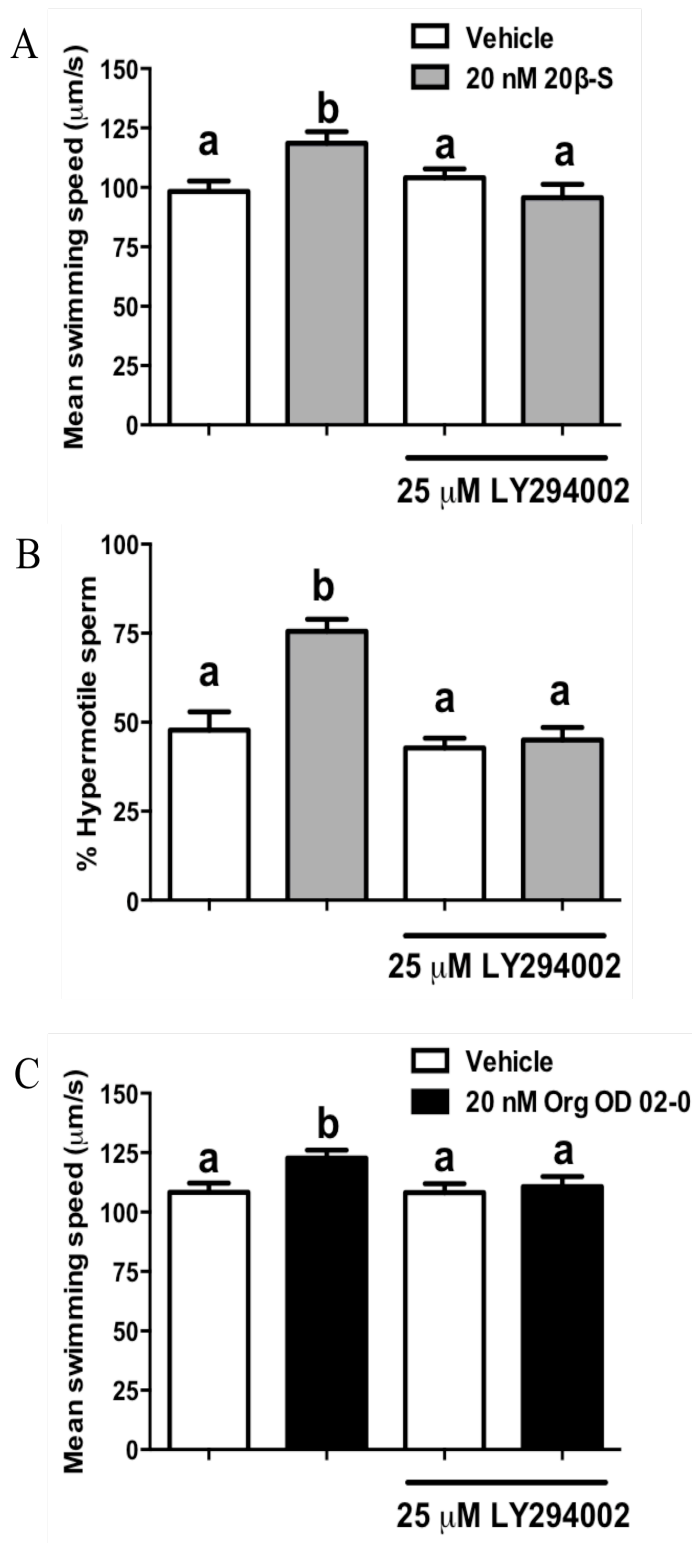 A
Vehicle
20 nM 20β-S
Mean swimming speed (μm/s)
150
125
100
75
50
25
0
a
b
a
a
25 μM LY294002
B
% Hypermotile sperm
100
75
50
25
0
a
b
a
a
25 μM LY294002
C
Vehicle
20 nM Org OD 02-0
Mean swimming speed (μm/s)
150
125
100
75
50
25
0
a
b
a
a
25 μM LY294002